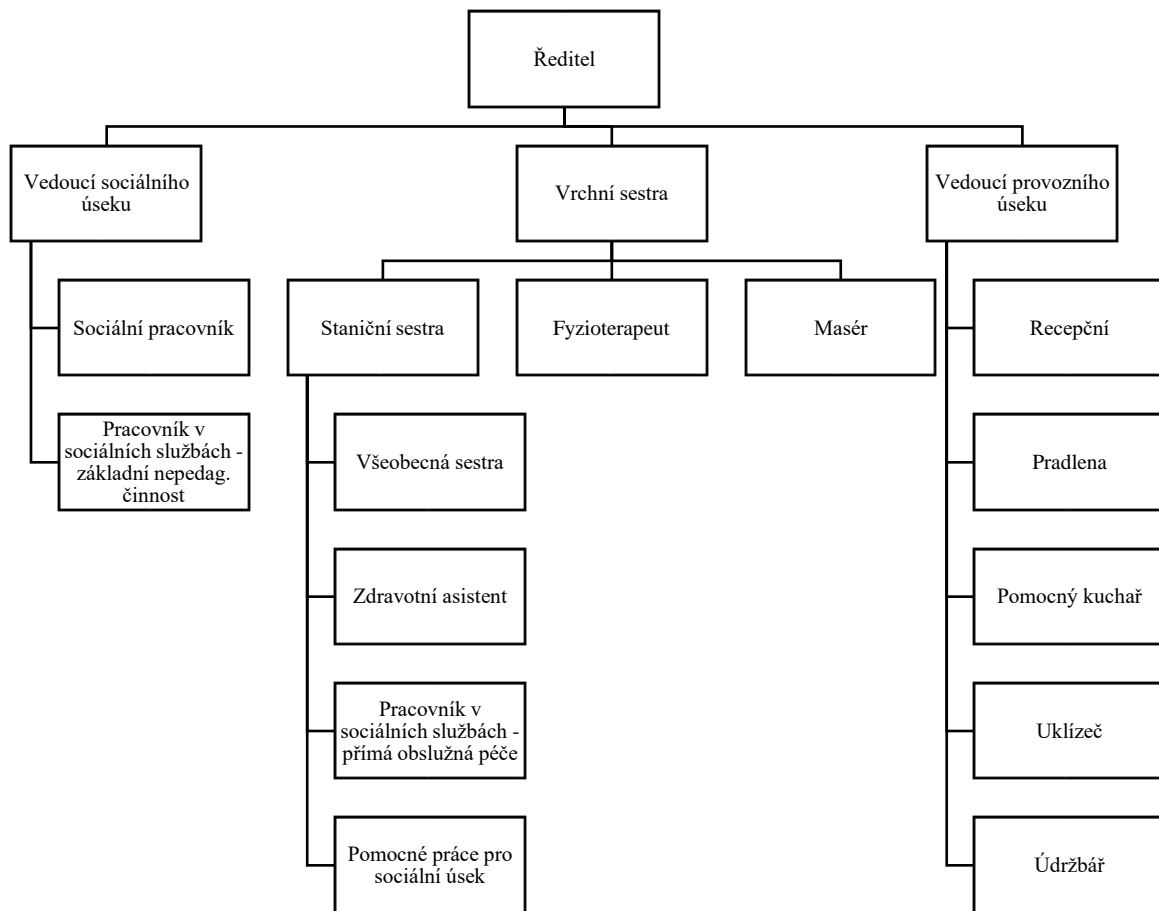 Ředitel
Vedoucí sociálního
úseku
Vrchní sestra
Vedoucí provozního
úseku
Sociální pracovník
Staniční sestra
Fyzioterapeut
Masér
Recepční
Pracovník v
sociálních službách -
základní nepedag.
činnost
Všeobecná sestra
Pradlena
Zdravotní asistent
Pomocný kuchař
Pracovník v
sociálních službách -
přímá obslužná péče
Uklízeč
Pomocné práce pro
sociální úsek
Údržbář